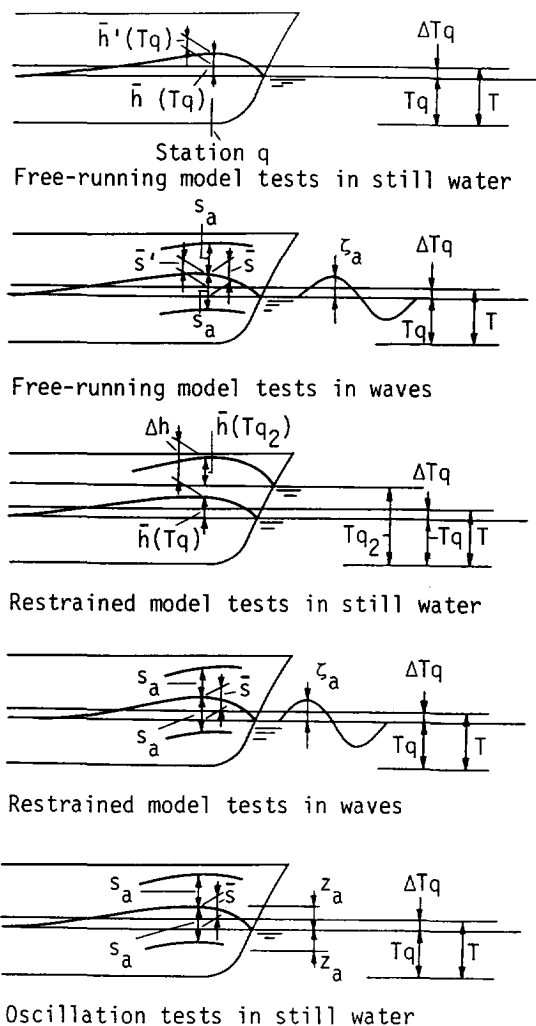 h̄'(Tq)
ΔTq
h̄ (Tq)
Tq
T
Station q
Free-running model tests in still water
sₐ
s̄'
s̄
ζₐ
ΔTq
sₐ
Tq
T
Free-running model tests in waves
Δh
h̄(Tq₂)
ΔTq
h̄(Tq)
Tq₂
Tq
T
Restrained model tests in still water
sₐ
s̄
ζₐ
ΔTq
sₐ
Tq
T
Restrained model tests in waves
sₐ
s̄
zₐ
ΔTq
sₐ
zₐ
Tq
T
Oscillation tests in still water